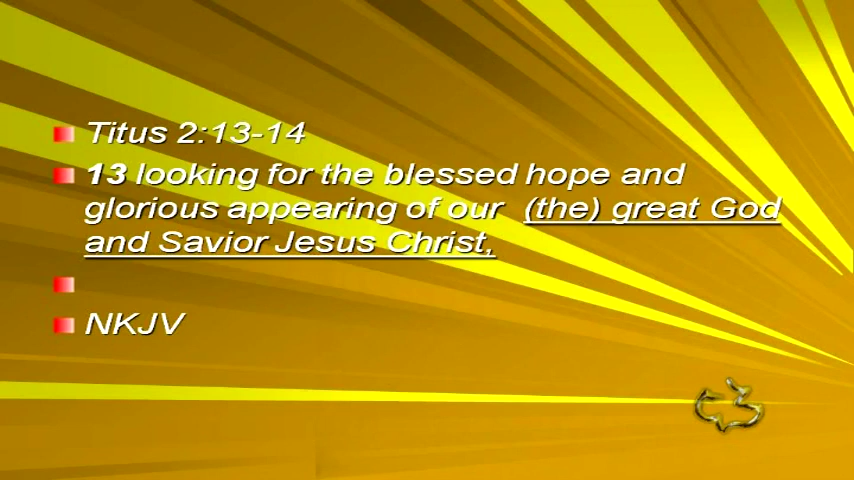 Titus 2:13-14
13 looking for the blessed hope and
glorious appearing of our (the) great God
and Savior Jesus Christ,
NKJV